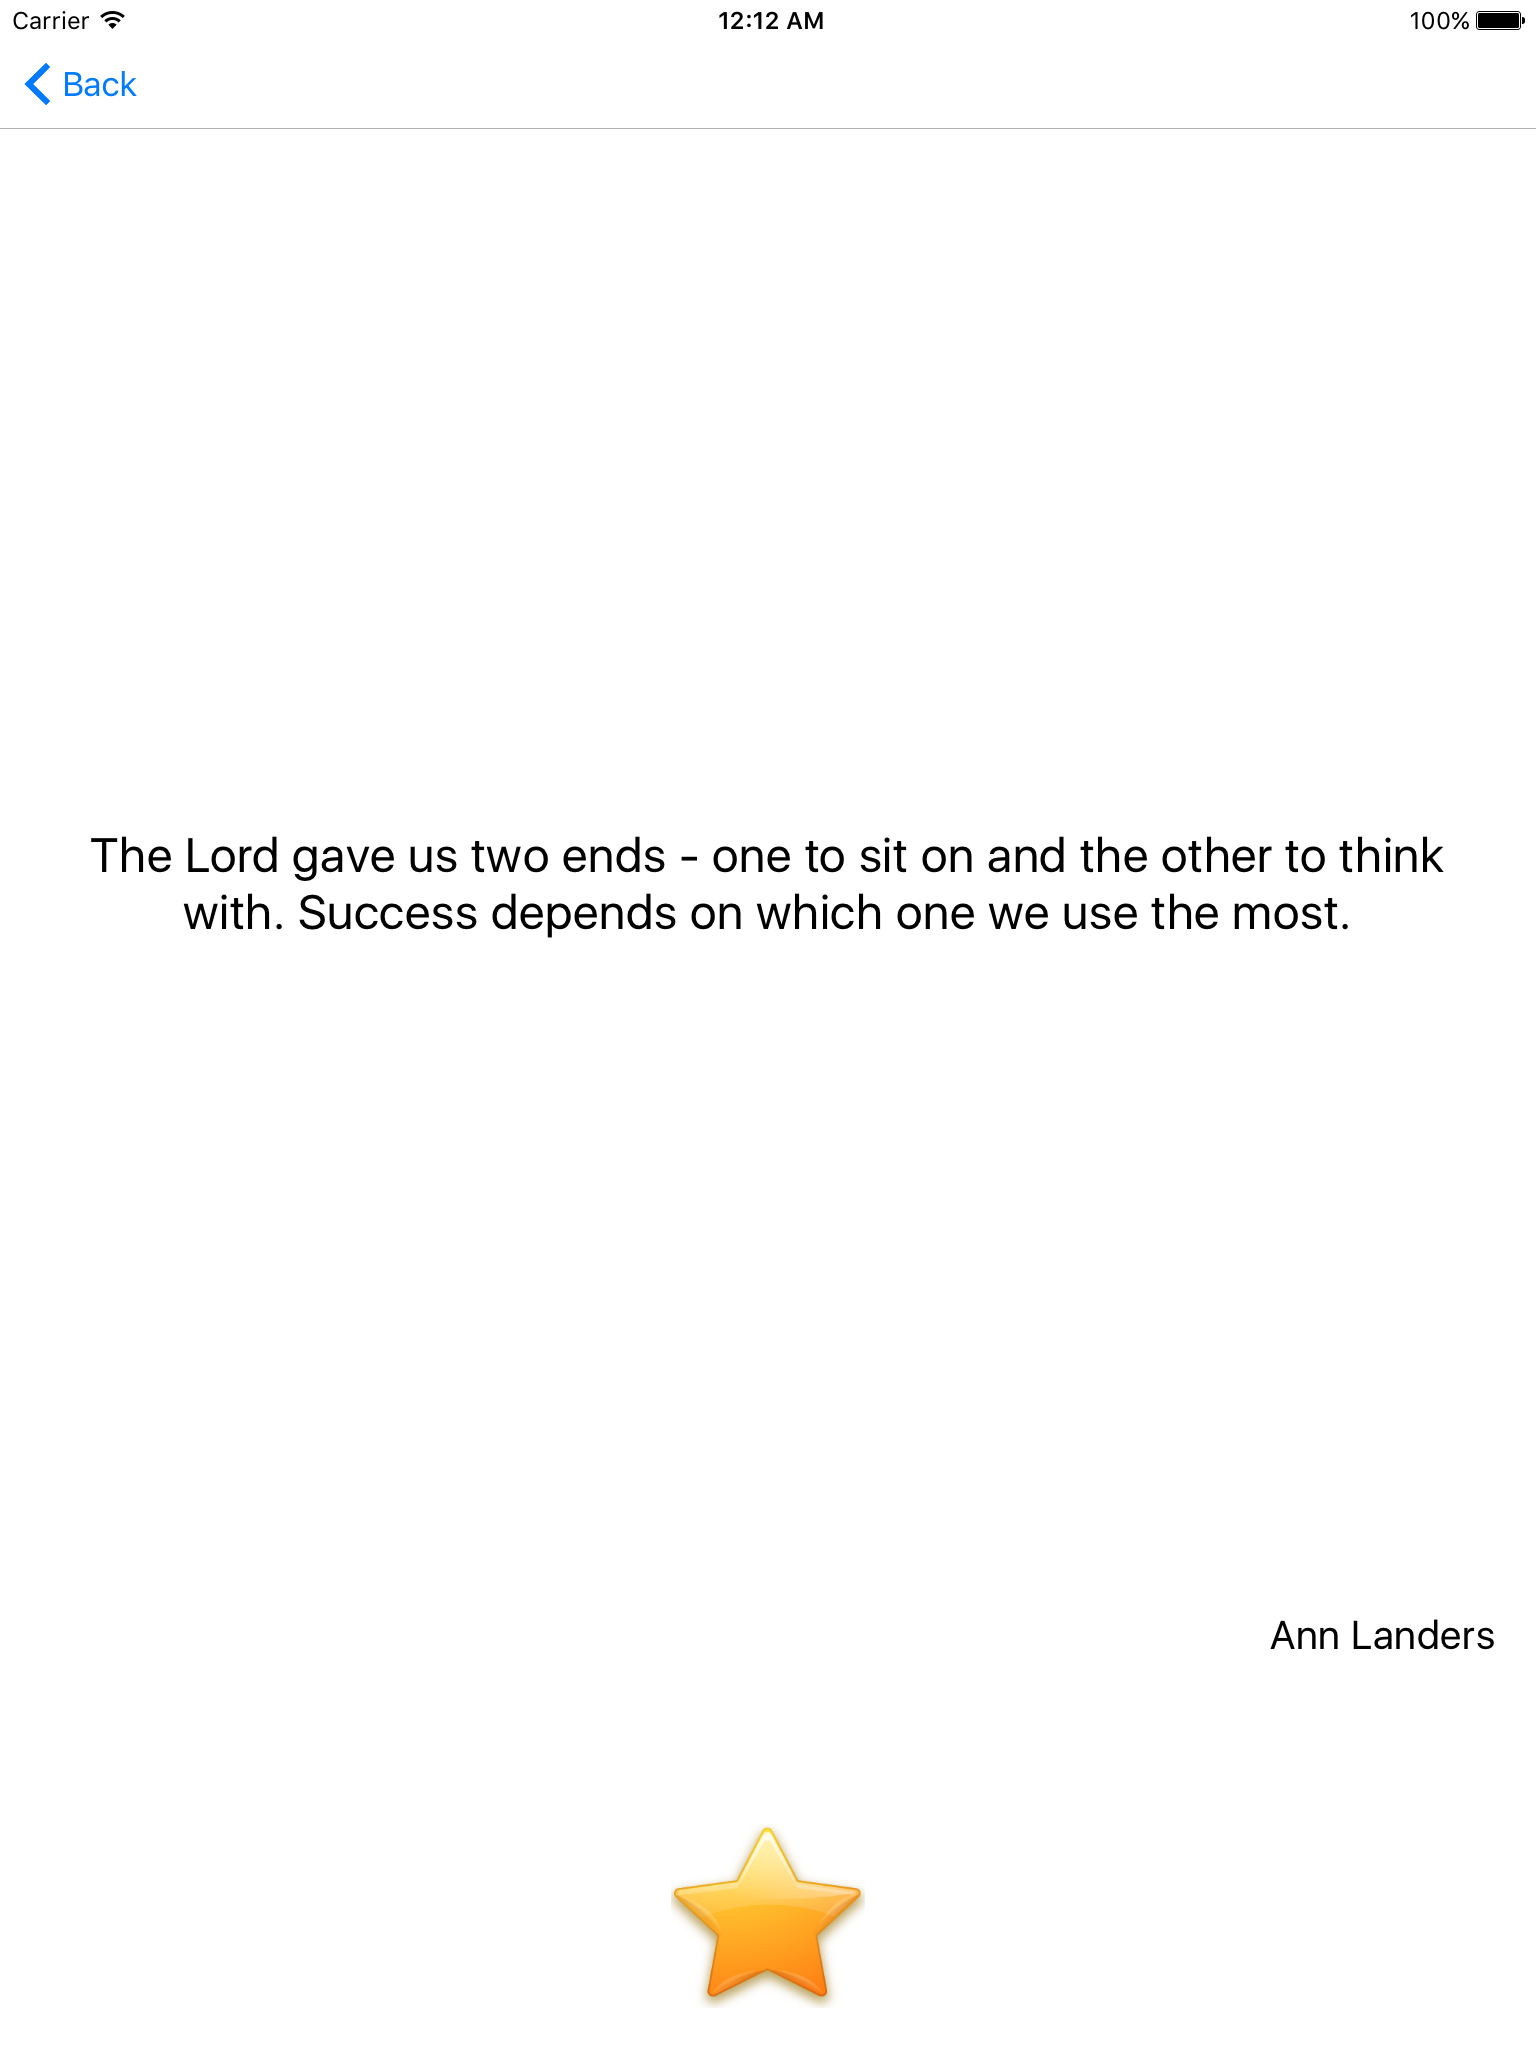 Carrier
12:12 AM
100%
Back
The Lord gave us two ends - one to sit on and the other to think
with. Success depends on which one we use the most.
Ann Landers